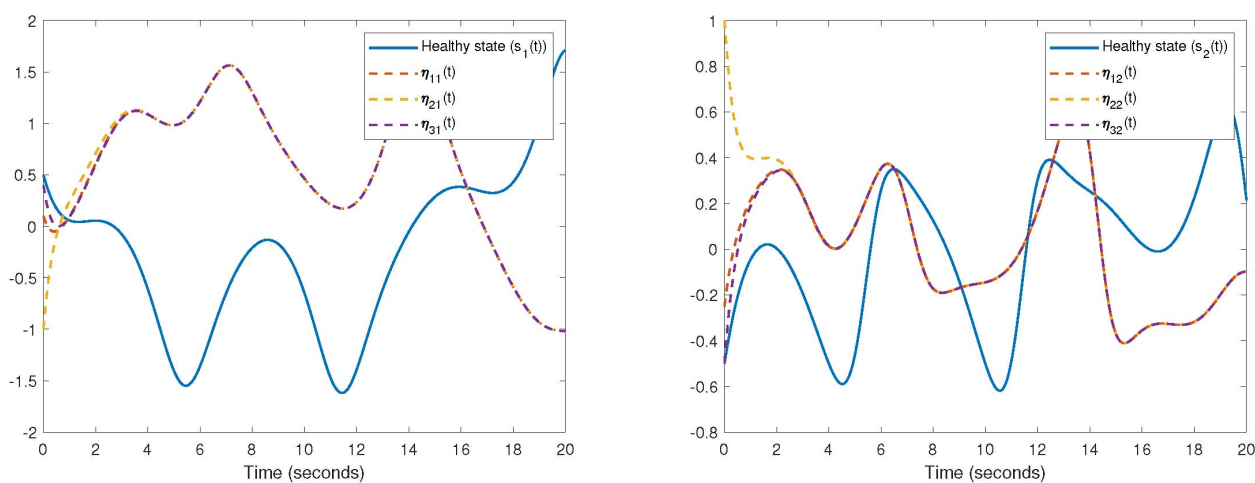 2
1.5
1
0.5
0
-0.5
-1
-1.5
-2
0 2 4 6 8 10 12 14 16 18 20
Time (seconds)
Healthy state (s₁(t))
η₁₁(t)
η₂₁(t)
η₃₁(t)
1
0.8
0.6
0.4
0.2
0
-0.2
-0.4
-0.6
-0.8
0 2 4 6 8 10 12 14 16 18 20
Time (seconds)
Healthy state (s₂(t))
η₁₂(t)
η₂₂(t)
η₃₂(t)